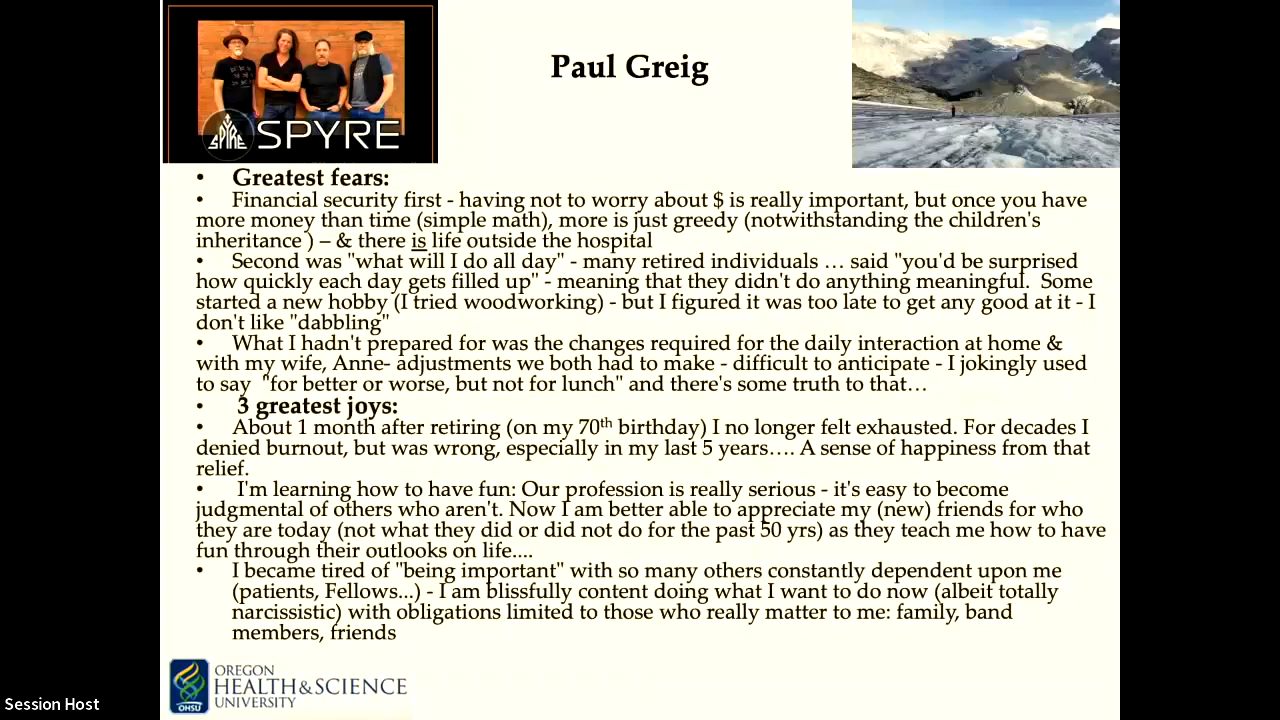 SPYRE
SPYRE
Paul Greig
• Greatest fears:
• Financial security first - having not to worry about $ is really important, but once you have
more money than time (simple math), more is just greedy (notwithstanding the children's
inheritance ) – & there is life outside the hospital
• Second was "what will I do all day" - many retired individuals … said "you'd be surprised
how quickly each day gets filled up" - meaning that they didn't do anything meaningful. Some
started a new hobby (I tried woodworking) - but I figured it was too late to get any good at it - I
don't like "dabbling"
• What I hadn't prepared for was the changes required for the daily interaction at home &
with my wife, Anne- adjustments we both had to make - difficult to anticipate - I jokingly used
to say "for better or worse, but not for lunch" and there's some truth to that…
• 3 greatest joys:
• About 1 month after retiring (on my 70th birthday) I no longer felt exhausted. For decades I
denied burnout, but was wrong, especially in my last 5 years…. A sense of happiness from that
relief.
• I'm learning how to have fun: Our profession is really serious - it's easy to become
judgmental of others who aren't. Now I am better able to appreciate my (new) friends for who
they are today (not what they did or did not do for the past 50 yrs) as they teach me how to have
fun through their outlooks on life....
• I became tired of "being important" with so many others constantly dependent upon me
(patients, Fellows...) - I am blissfully content doing what I want to do now (albeit totally
narcissistic) with obligations limited to those who really matter to me: family, band
members, friends
OHSU
OREGON
HEALTH&SCIENCE
UNIVERSITY
Session Host